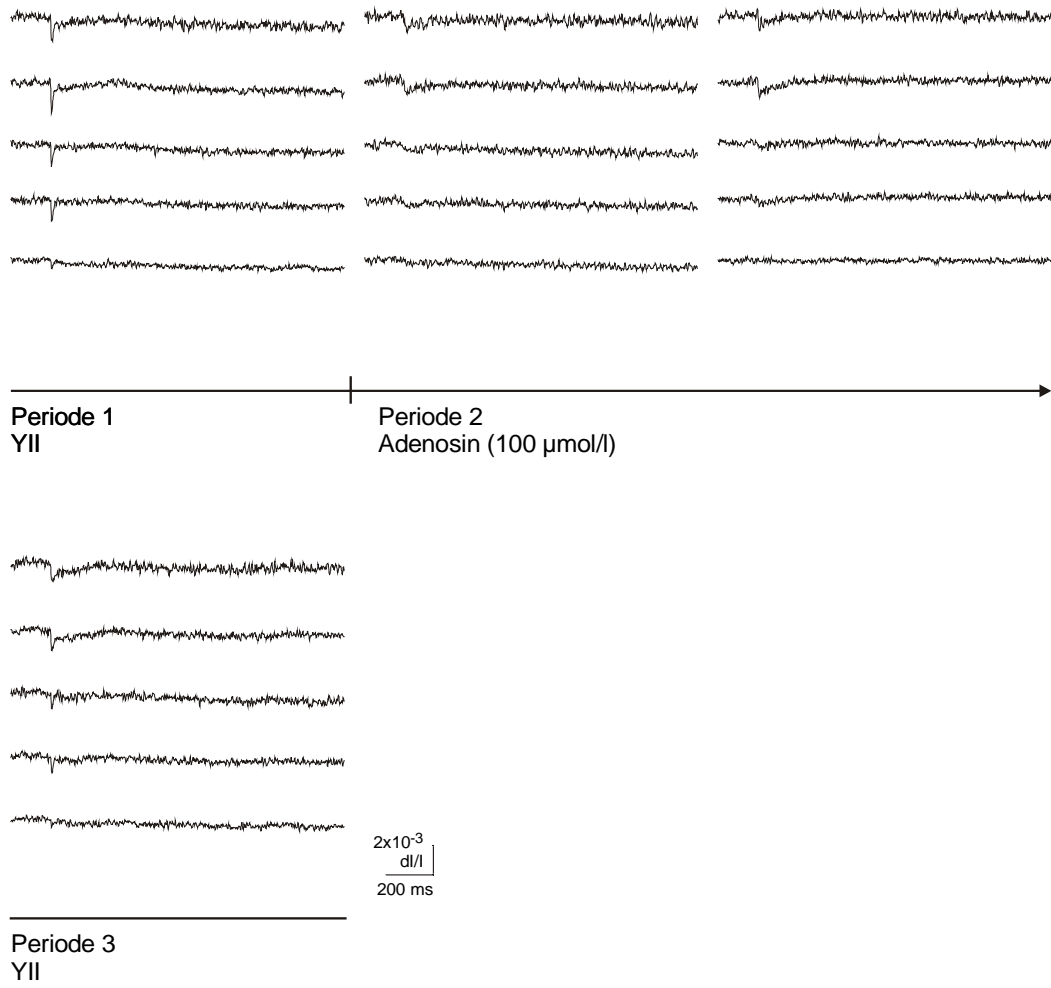 Periode 1
YII
Periode 2
Adenosin (100 µmol/l)
2x10-3
dI/I
200 ms
Periode 3
YII